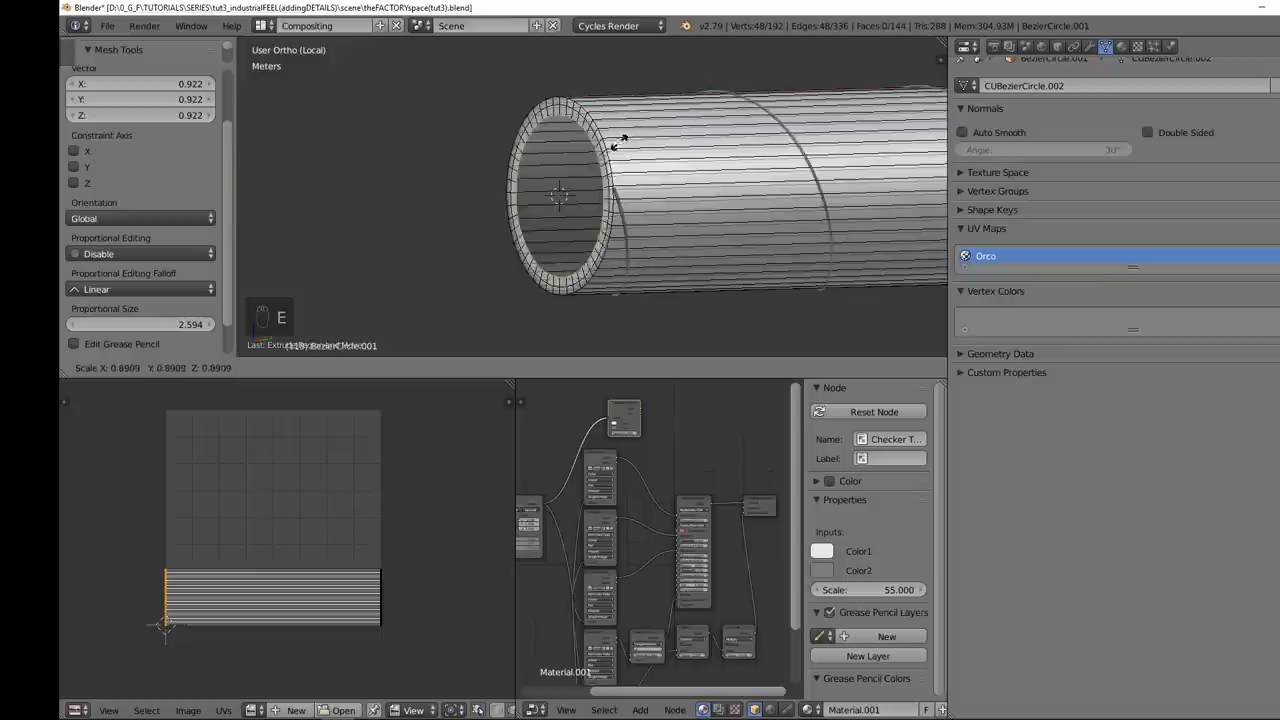 Blender* [D:\0_G_F\TUTORIALS\SERIES\tut3_industrialFEEL(addingDETAILS)\scene\theFACTORYspace(tut3).blend]
File Render Window Help Compositing Scene Cycles Render v2.79 | Verts:48/192 | Edges:48/288 | Faces:0/144 | Tris:288 | Mem:304.93M | BezierCircle.001
Mesh Tools
Vector
X: 0.922
Y: 0.922
Z: 0.922
Constraint Axis
X
Y
Z
Orientation
Global
Proportional Editing
Disable
Proportional Editing Falloff
Linear
Proportional Size
2.594
Edit Grease Pencil
User Ortho (Local)
Meters
E
(118) BezierCircle.001
Scale X: 0.8909 Y: 0.8909 Z: 0.8909
CUBezierCircle.002
Normals
Auto Smooth
Double Sided
Angle: 30°
Texture Space
Vertex Groups
Shape Keys
UV Maps
Orco
Vertex Colors
Geometry Data
Custom Properties
Node
Reset Node
Name: Checker T...
Label:
Color
Properties
Inputs:
Color1
Color2
Scale: 55.000
Grease Pencil Layers
New
New Layer
Grease Pencil Colors
Material.001
View Select Image UVs New Open View
View Select Add Node Material.001 F